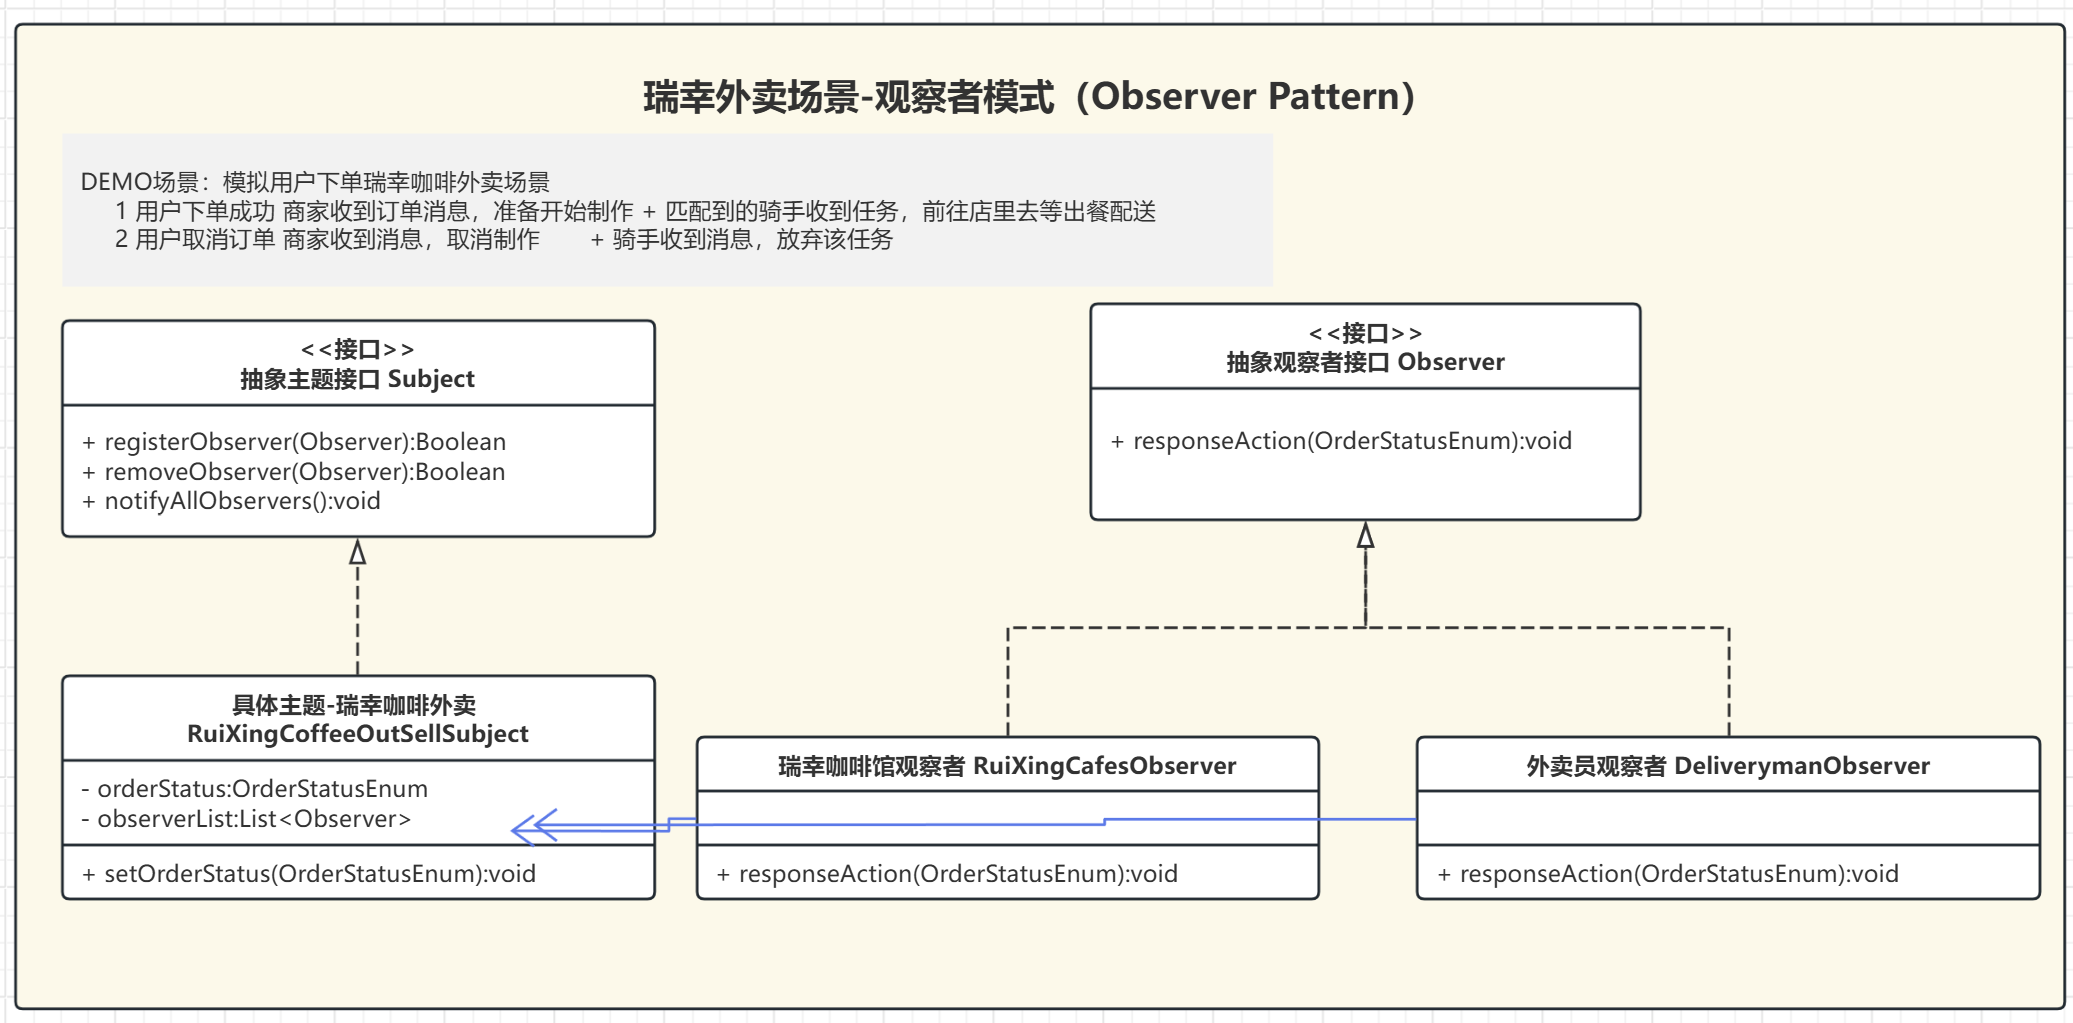 瑞幸外卖场景-观察者模式（Observer Pattern）
DEMO场景：模拟用户下单瑞幸咖啡外卖场景
1 用户下单成功 商家收到订单消息，准备开始制作 + 匹配到的骑手收到任务，前往店里去等出餐配送
2 用户取消订单 商家收到消息，取消制作 + 骑手收到消息，放弃该任务
<<接口>>
抽象主题接口 Subject
+ registerObserver(Observer):Boolean
+ removeObserver(Observer):Boolean
+ notifyAllObservers():void
<<接口>>
抽象观察者接口 Observer
+ responseAction(OrderStatusEnum):void
具体主题-瑞幸咖啡外卖
RuiXingCoffeeOutSellSubject
- orderStatus:OrderStatusEnum
- observerList:List<Observer>
+ setOrderStatus(OrderStatusEnum):void
瑞幸咖啡馆观察者 RuiXingCafesObserver
+ responseAction(OrderStatusEnum):void
外卖员观察者 DeliverymanObserver
+ responseAction(OrderStatusEnum):void